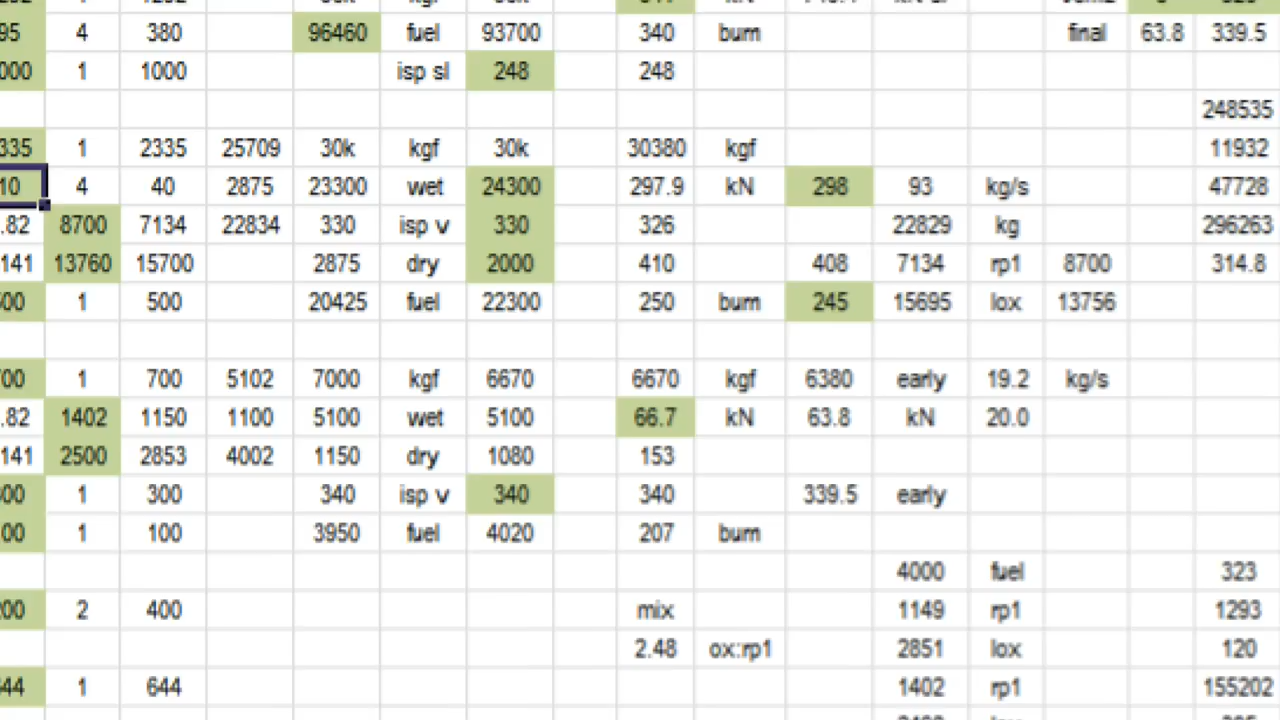 95 4 380 96460 fuel 93700 340 burn final 63.8 339.5
000 1 1000 isp sl 248 248
248535
335 1 2335 25709 30k kgf 30k 30380 kgf 11932
10 4 40 2875 23300 wet 24300 297.9 kN 298 93 kg/s 47728
.82 8700 7134 22834 330 isp v 330 326 22829 kg 296263
141 13760 15700 2875 dry 2000 410 408 7134 rp1 8700 314.8
500 1 500 20425 fuel 22300 250 burn 245 15695 lox 13756
700 1 700 5102 7000 kgf 6670 6670 kgf 6380 early 19.2 kg/s
.82 1402 1150 1100 5100 wet 5100 66.7 kN 63.8 kN 20.0
141 2500 2853 4002 1150 dry 1080 153
300 1 300 340 isp v 340 340 339.5 early
00 1 100 3950 fuel 4020 207 burn
4000 fuel 323
200 2 400 mix 1149 rp1 1293
2.48 ox:rp1 2851 lox 120
644 1 644 1402 rp1 155202